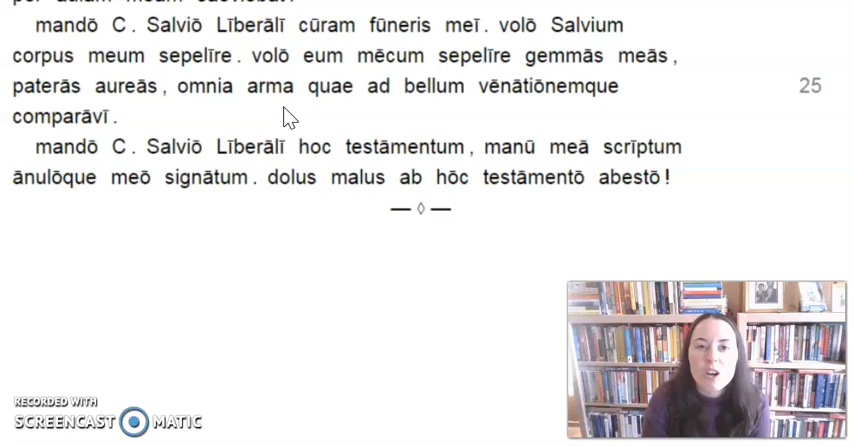 mandō C. Salviō Līberālī cūram fūneris meī. volō Salvium
corpus meum sepelīre. volō eum mēcum sepelīre gemmās meās,
paterās aureās, omnia arma quae ad bellum vēnātiōnemque 25
comparāvī.
mandō C. Salviō Līberālī hoc testāmentum, manū meā scrīptum
ānulōque meō signātum. dolus malus ab hōc testāmentō abestō!
RECORDED WITH
SCREENCAST MATIC